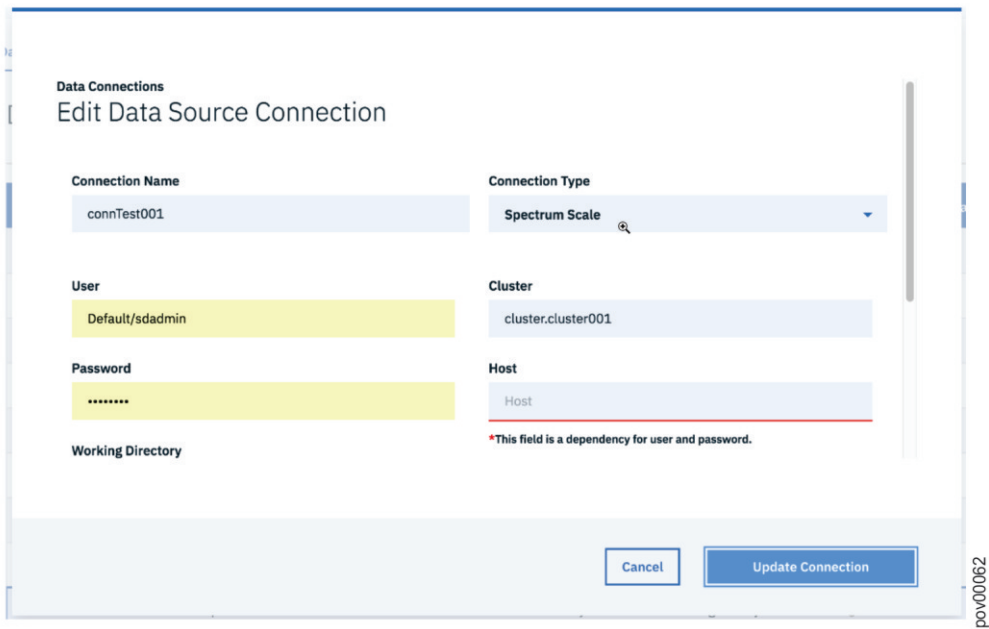 Data Connections
Edit Data Source Connection
Connection Name
connTest001
Connection Type
Spectrum Scale
User
Default/sdadmin
Cluster
cluster.cluster001
Password
••••••••
Host
Host
*This field is a dependency for user and password.
Working Directory
Cancel
Update Connection
pov00062